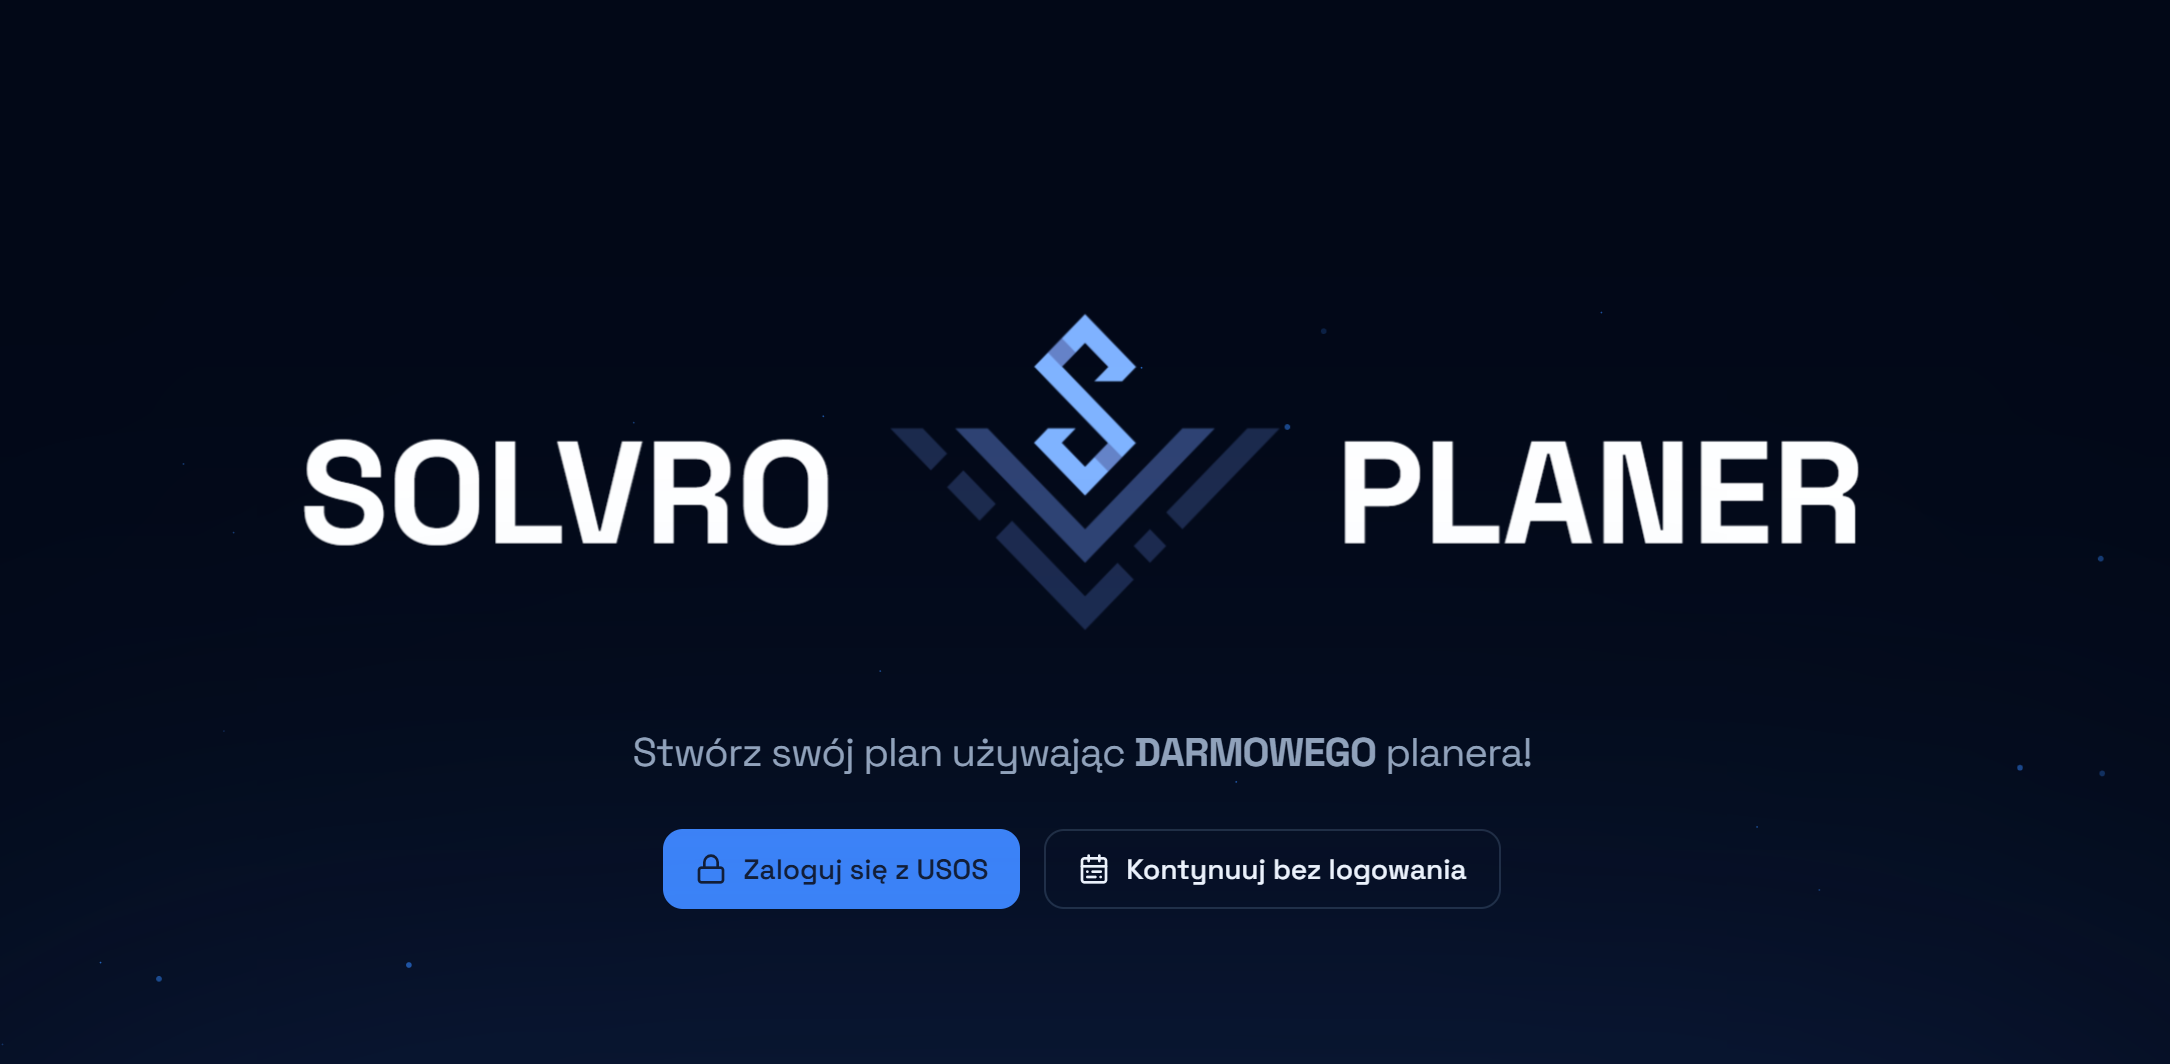 SOLVRO PLANER
Stwórz swój plan używając DARMOWEGO planera!
Zaloguj się z USOS
Kontynuuj bez logowania